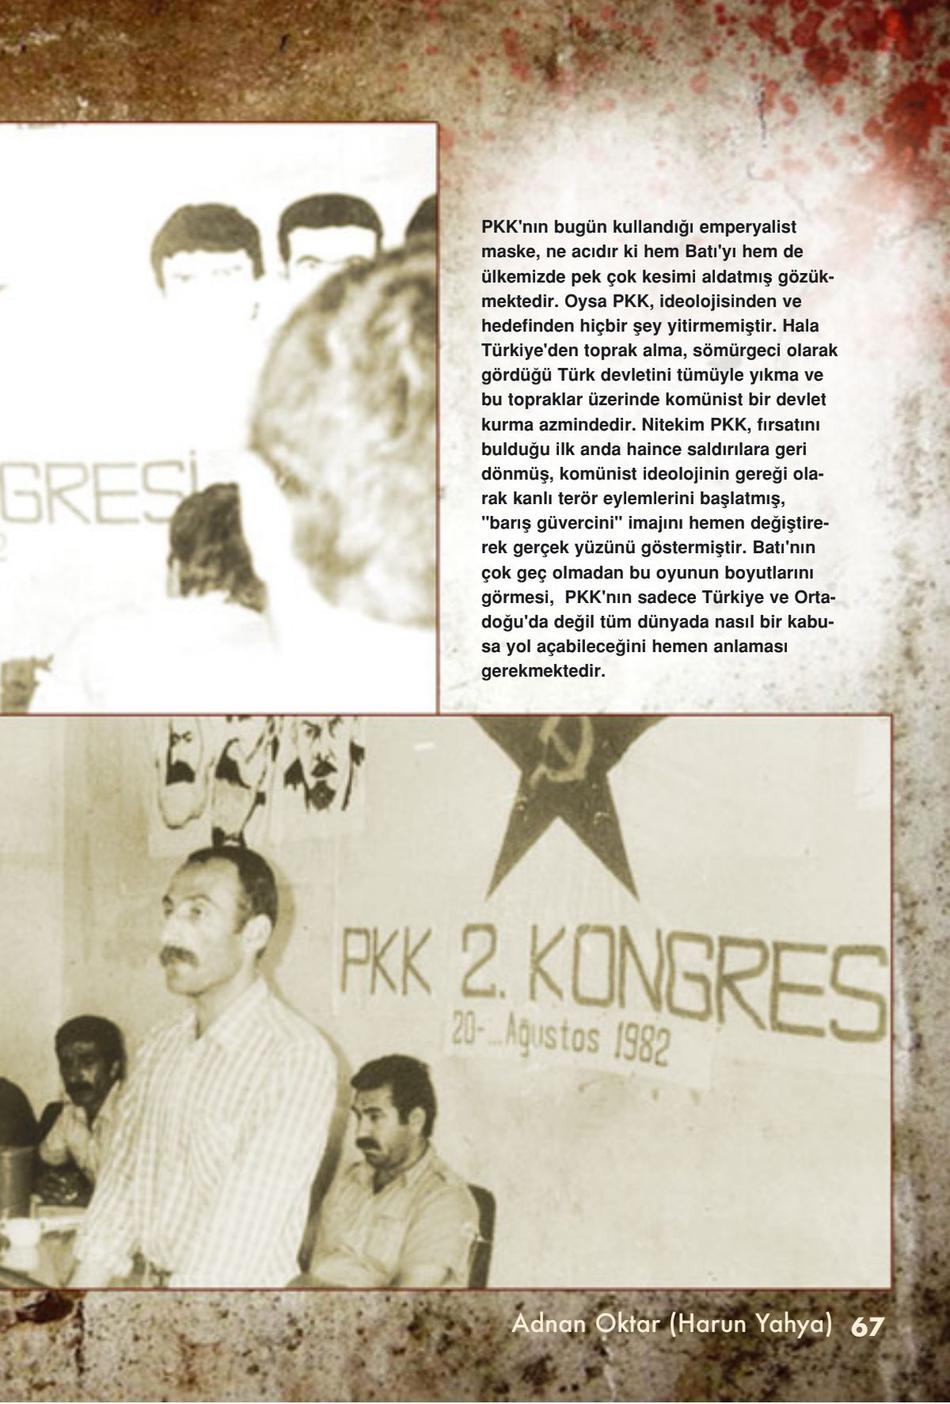 PKK'nın bugün kullandığı emperyalist
maske, ne acıdır ki hem Batı'yı hem de
ülkemizde pek çok kesimi aldatmış gözük-
mektedir. Oysa PKK, ideolojisinden ve
hedefinden hiçbir şey yitirmemiştir. Hala
Türkiye'den toprak alma, sömürgeci olarak
gördüğü Türk devletini tümüyle yıkma ve
bu topraklar üzerinde komünist bir devlet
kurma azmindedir. Nitekim PKK, fırsatını
bulduğu ilk anda haince saldırılara geri
dönmüş, komünist ideolojinin gereği ola-
rak kanlı terör eylemlerini başlatmış,
"barış güvercini" imajını hemen değiştire-
rek gerçek yüzünü göstermiştir. Batı'nın
çok geç olmadan bu oyunun boyutlarını
görmesi,  PKK'nın sadece Türkiye ve Orta-
doğu'da değil tüm dünyada nasıl bir kabu-
sa yol açabileceğini hemen anlaması
gerekmektedir.
GRESİ
2
PKK 2. KONGRES
20-...Ağustos 1982
Adnan Oktar (Harun Yahya) 67